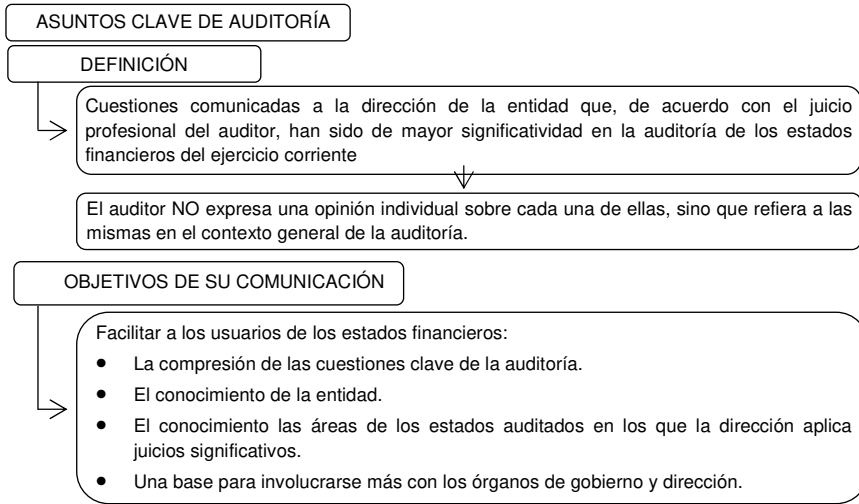 ASUNTOS CLAVE DE AUDITORÍA
DEFINICIÓN
Cuestiones comunicadas a la dirección de la entidad que, de acuerdo con el juicio
profesional del auditor, han sido de mayor significatividad en la auditoría de los estados
financieros del ejercicio corriente
El auditor NO expresa una opinión individual sobre cada una de ellas, sino que refiera a las
mismas en el contexto general de la auditoría.
OBJETIVOS DE SU COMUNICACIÓN
Facilitar a los usuarios de los estados financieros:
• La compresión de las cuestiones clave de la auditoría.
• El conocimiento de la entidad.
• El conocimiento las áreas de los estados auditados en los que la dirección aplica
juicios significativos.
• Una base para involucrarse más con los órganos de gobierno y dirección.